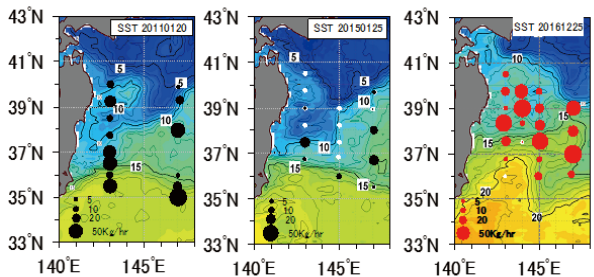 SST 20110120
43°N
41°N
39°N
37°N
35°N
33°N
140°E
145°E
5
5
10
10
15
5
10
20
50Kg/hr
SST 20150125
43°N
41°N
39°N
37°N
35°N
33°N
140°E
145°E
5
10
10
15
5
10
20
50Kg/hr
SST 20161225
43°N
41°N
39°N
37°N
35°N
33°N
140°E
145°E
10
15
15
20
20
5
10
20
50Kg/hr